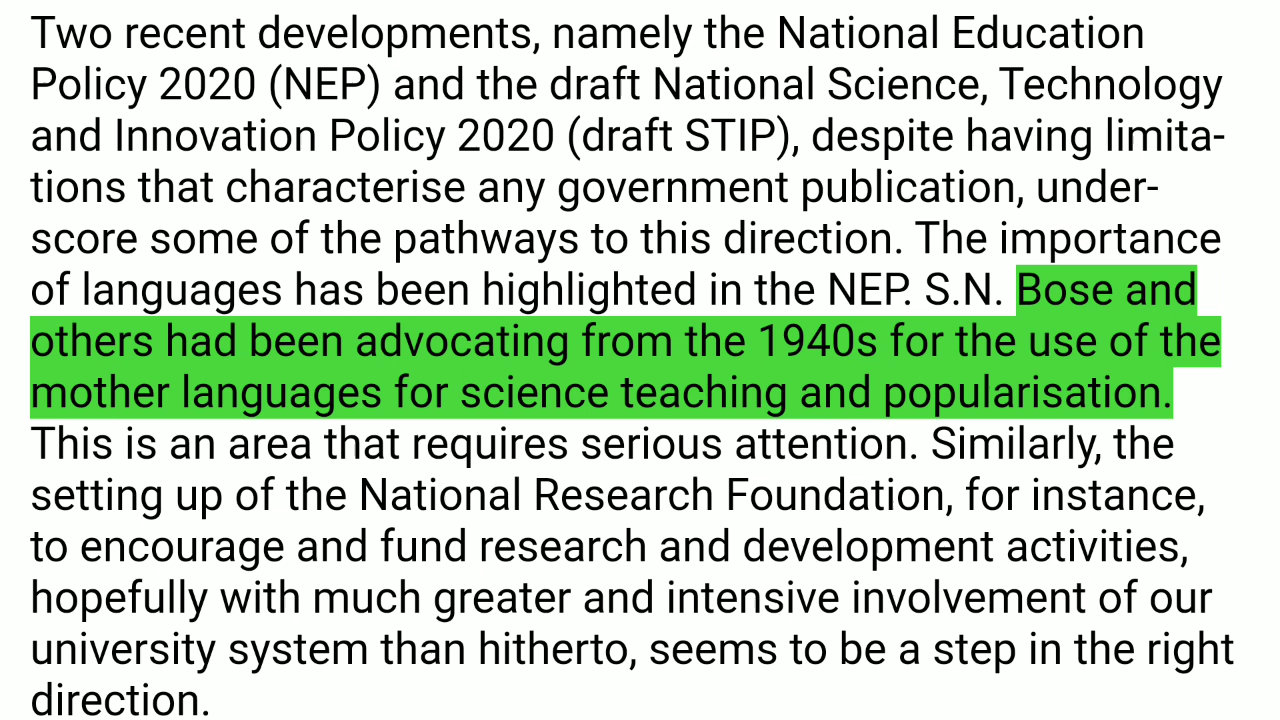 Two recent developments, namely the National Education
Policy 2020 (NEP) and the draft National Science, Technology
and Innovation Policy 2020 (draft STIP), despite having limita-
tions that characterise any government publication, under-
score some of the pathways to this direction. The importance
of languages has been highlighted in the NEP. S.N. Bose and
others had been advocating from the 1940s for the use of the
mother languages for science teaching and popularisation.
This is an area that requires serious attention. Similarly, the
setting up of the National Research Foundation, for instance,
to encourage and fund research and development activities,
hopefully with much greater and intensive involvement of our
university system than hitherto, seems to be a step in the right
direction.